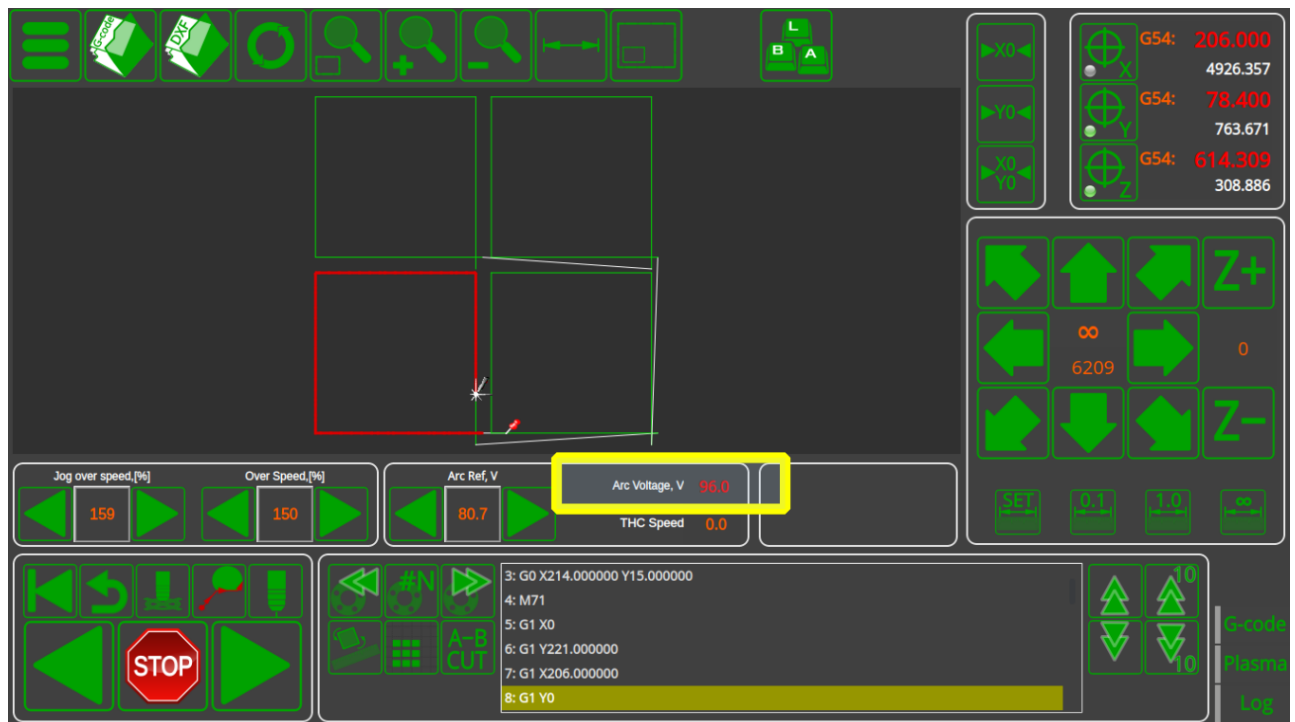 G-code
DXF
L
B A
X0
Y0
X0
Y0
X
G54: 206.000
4926.357
Y
G54: 78.400
763.671
Z
G54: 614.309
308.886
Z+
∞
6209
0
Z-
SET
0.1
1.0
∞
Jog over speed,[%]
159
Over Speed,[%]
150
Arc Ref, V
80.7
Arc Voltage, V 96.0
THC Speed 0.0
STOP
#N
A-B
CUT
3: G0 X214.000000 Y15.000000
4: M71
5: G1 X0
6: G1 Y221.000000
7: G1 X206.000000
8: G1 Y0
10
10
G-code
Plasma
Log